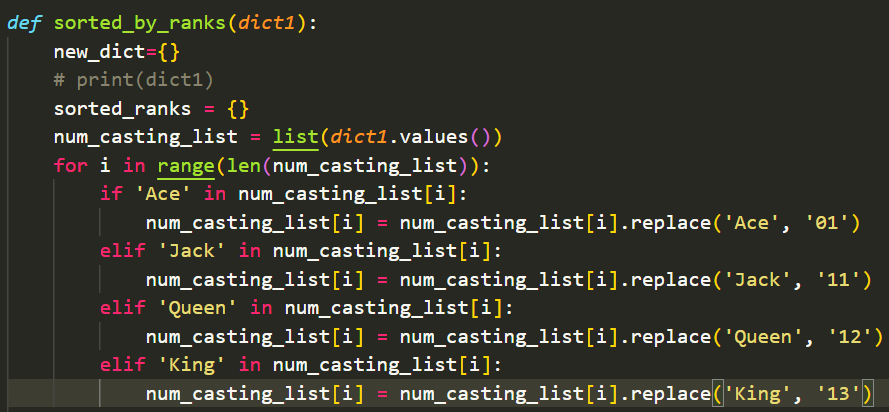 def sorted_by_ranks(dict1):
    new_dict={}
    # print(dict1)
    sorted_ranks = {}
    num_casting_list = list(dict1.values())
    for i in range(len(num_casting_list)):
        if 'Ace' in num_casting_list[i]:
            num_casting_list[i] = num_casting_list[i].replace('Ace', '01')
        elif 'Jack' in num_casting_list[i]:
            num_casting_list[i] = num_casting_list[i].replace('Jack', '11')
        elif 'Queen' in num_casting_list[i]:
            num_casting_list[i] = num_casting_list[i].replace('Queen', '12')
        elif 'King' in num_casting_list[i]:
            num_casting_list[i] = num_casting_list[i].replace('King', '13')